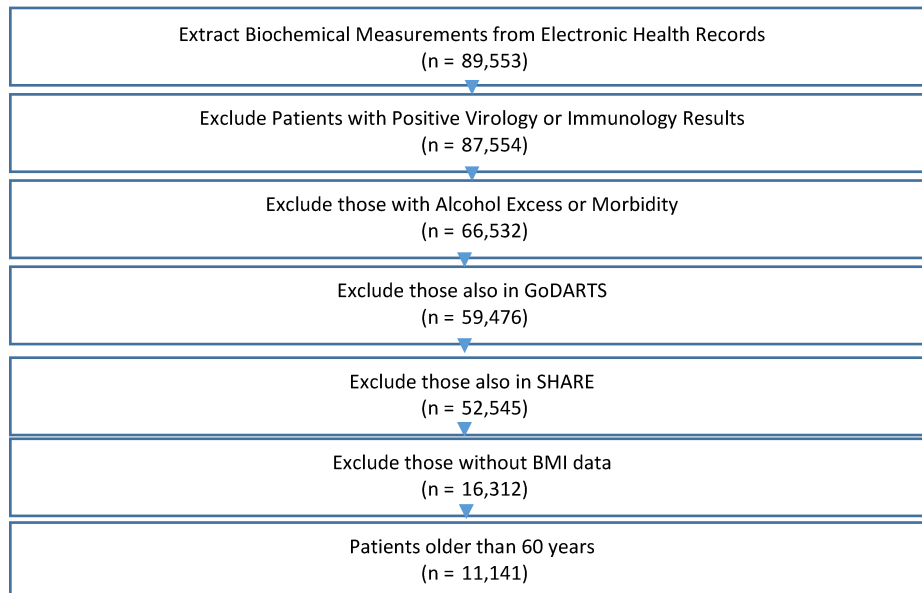 Extract Biochemical Measurements from Electronic Health Records
(n = 89,553)
Exclude Patients with Positive Virology or Immunology Results
(n = 87,554)
Exclude those with Alcohol Excess or Morbidity
(n = 66,532)
Exclude those also in GoDARTS
(n = 59,476)
Exclude those also in SHARE
(n = 52,545)
Exclude those without BMI data
(n = 16,312)
Patients older than 60 years
(n = 11,141)